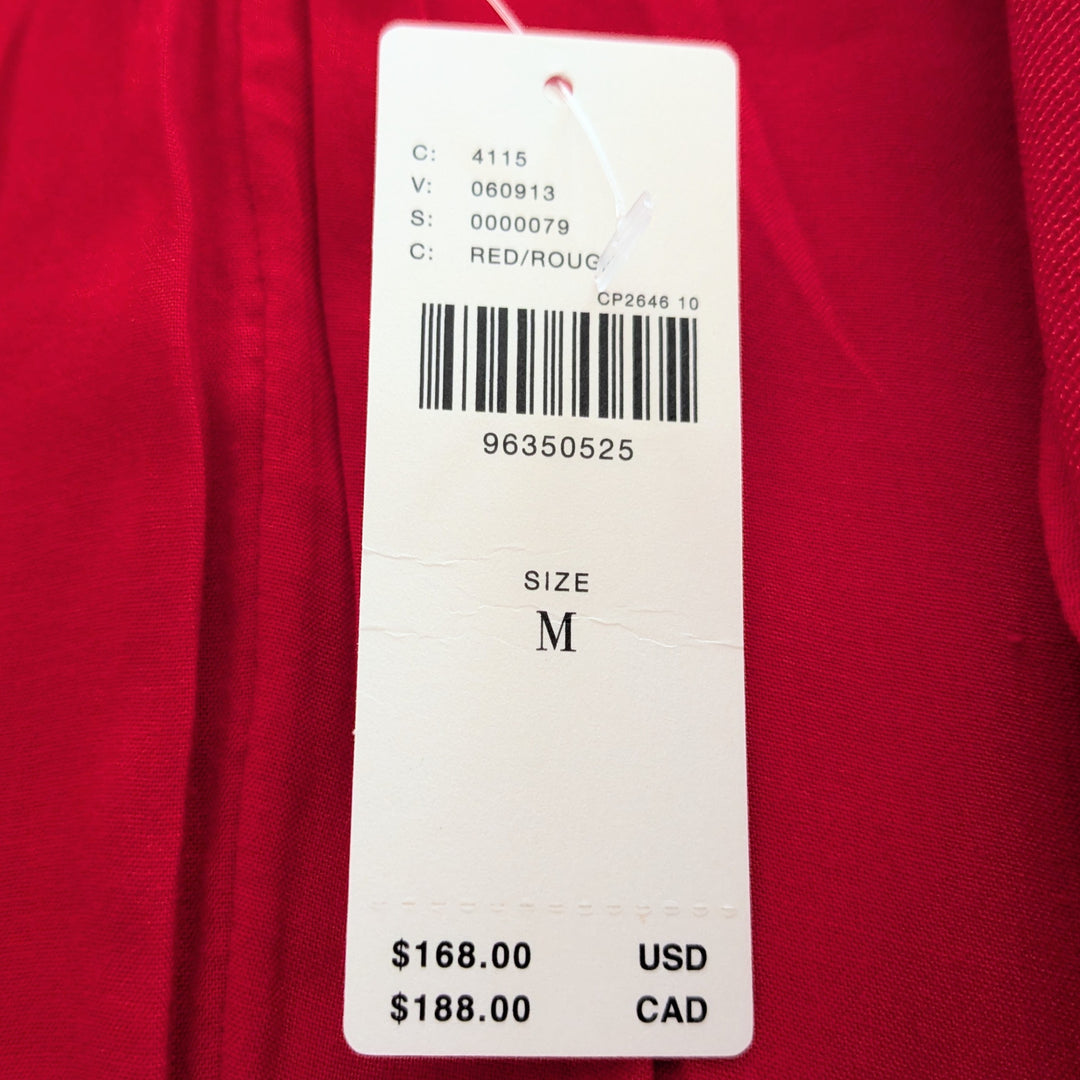 C: 4115
V: 060913
S: 0000079
C: RED/ROUG
CP2646 10
96350525
SIZE
M
$168.00 USD
$188.00 CAD